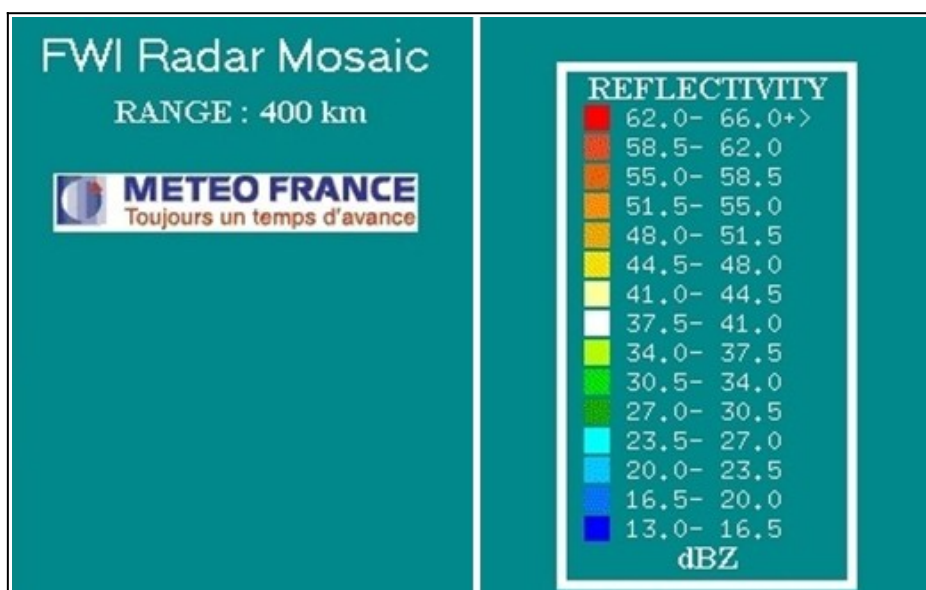 FWI Radar Mosaic
RANGE : 400 km
METEO FRANCE
Toujours un temps d'avance
REFLECTIVITY
62.0- 66.0+>
58.5- 62.0
55.0- 58.5
51.5- 55.0
48.0- 51.5
44.5- 48.0
41.0- 44.5
37.5- 41.0
34.0- 37.5
30.5- 34.0
27.0- 30.5
23.5- 27.0
20.0- 23.5
16.5- 20.0
13.0- 16.5
dBZ